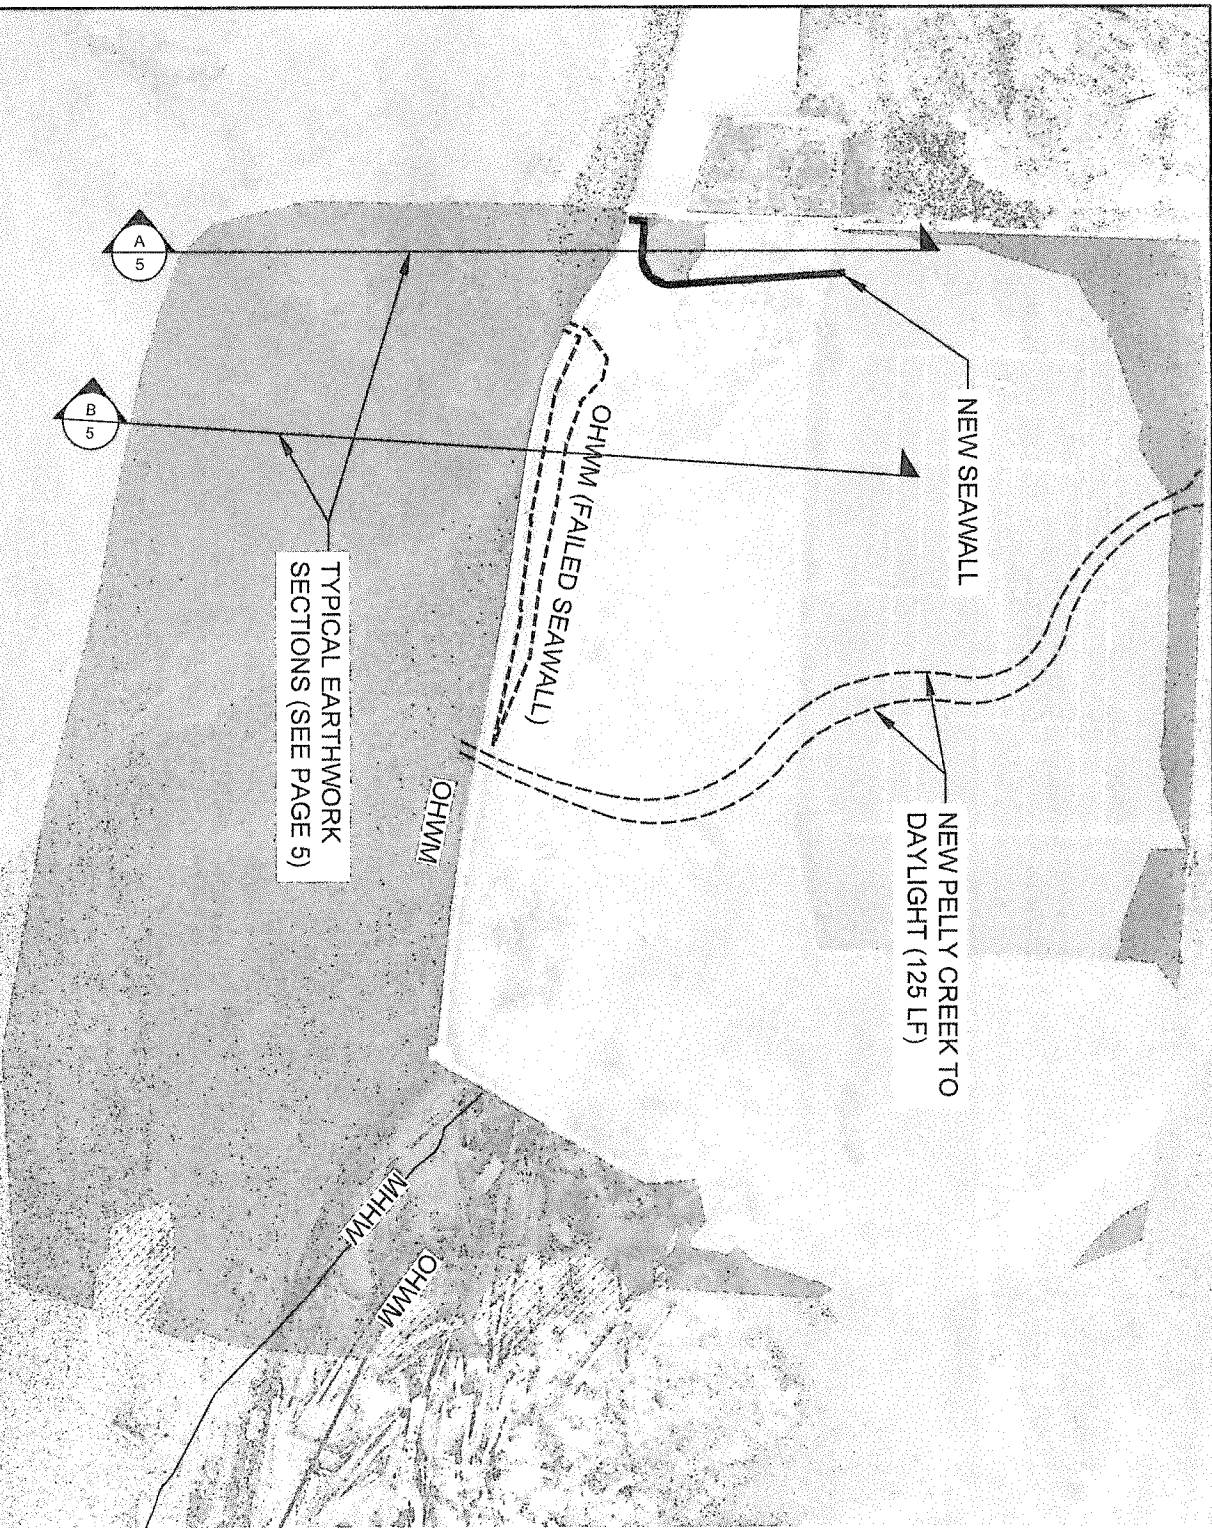 A
5
B
5
NEW SEAWALL
OHWM (FAILED SEAWALL)
NEW PELLY CREEK TO
DAYLIGHT (125 LF)
TYPICAL EARTHWORK
SECTIONS (SEE PAGE 5)
OHWM
MHHW
OHWM